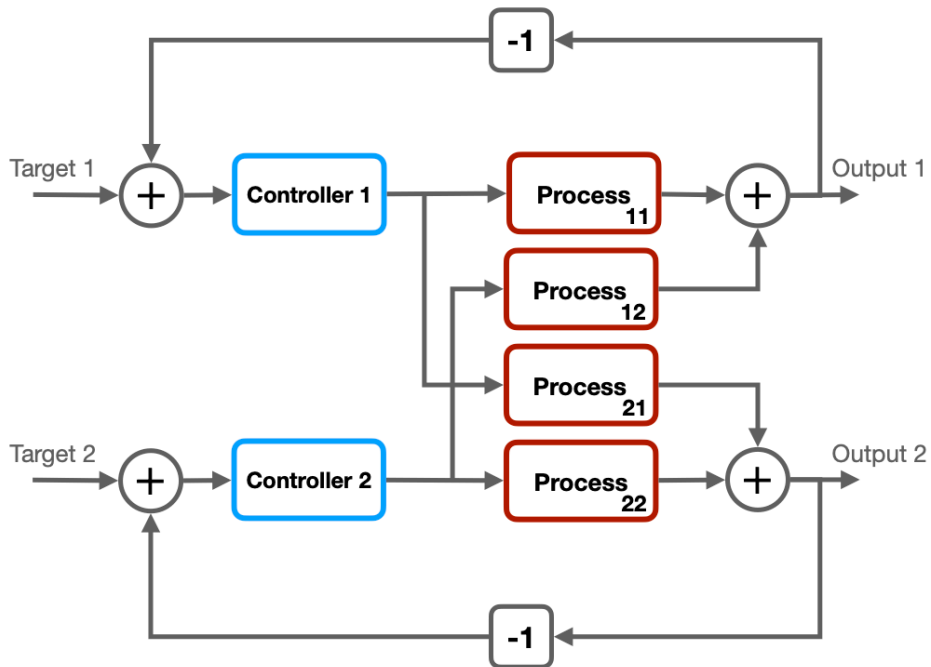 -1
Target 1
+
Controller 1
Process 11
+
Output 1
Process 12
Process 21
Target 2
+
Controller 2
Process 22
+
Output 2
-1